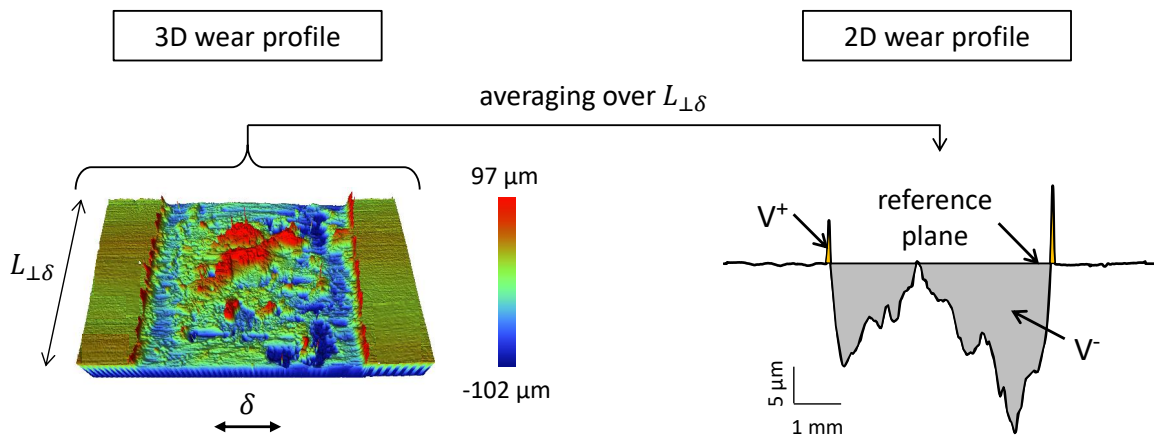 3D wear profile
2D wear profile
averaging over L⊥δ
97 µm
-102 µm
L⊥δ
δ
V+
reference
plane
V-
5 µm
1 mm